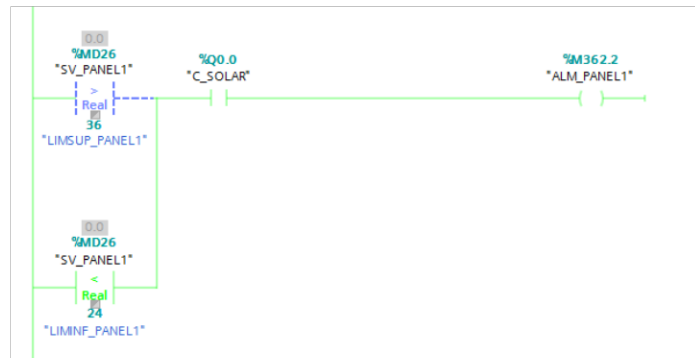 0.0
%MD26
"SV_PANEL1"
>
Real
36
"LIMSUP_PANEL1"
%Q0.0
"C_SOLAR"
%M362.2
"ALM_PANEL1"
0.0
%MD26
"SV_PANEL1"
<
Real
24
"LIMINF_PANEL1"